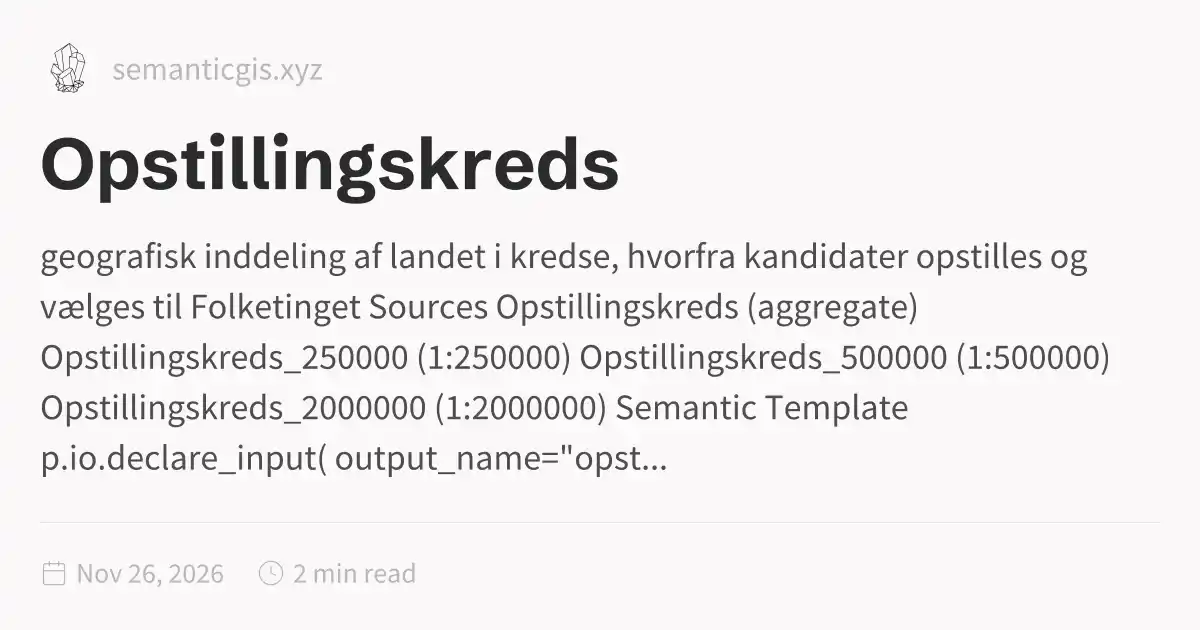 semanticgis.xyz
Opstillingskreds
geografisk inddeling af landet i kredse, hvorfra kandidater opstilles og
vælges til Folketinget Sources Opstillingskreds (aggregate)
Opstillingskreds_250000 (1:250000) Opstillingskreds_500000 (1:500000)
Opstillingskreds_2000000 (1:2000000) Semantic Template
p.io.declare_input( output_name="opst...
Nov 26, 2026 2 min read